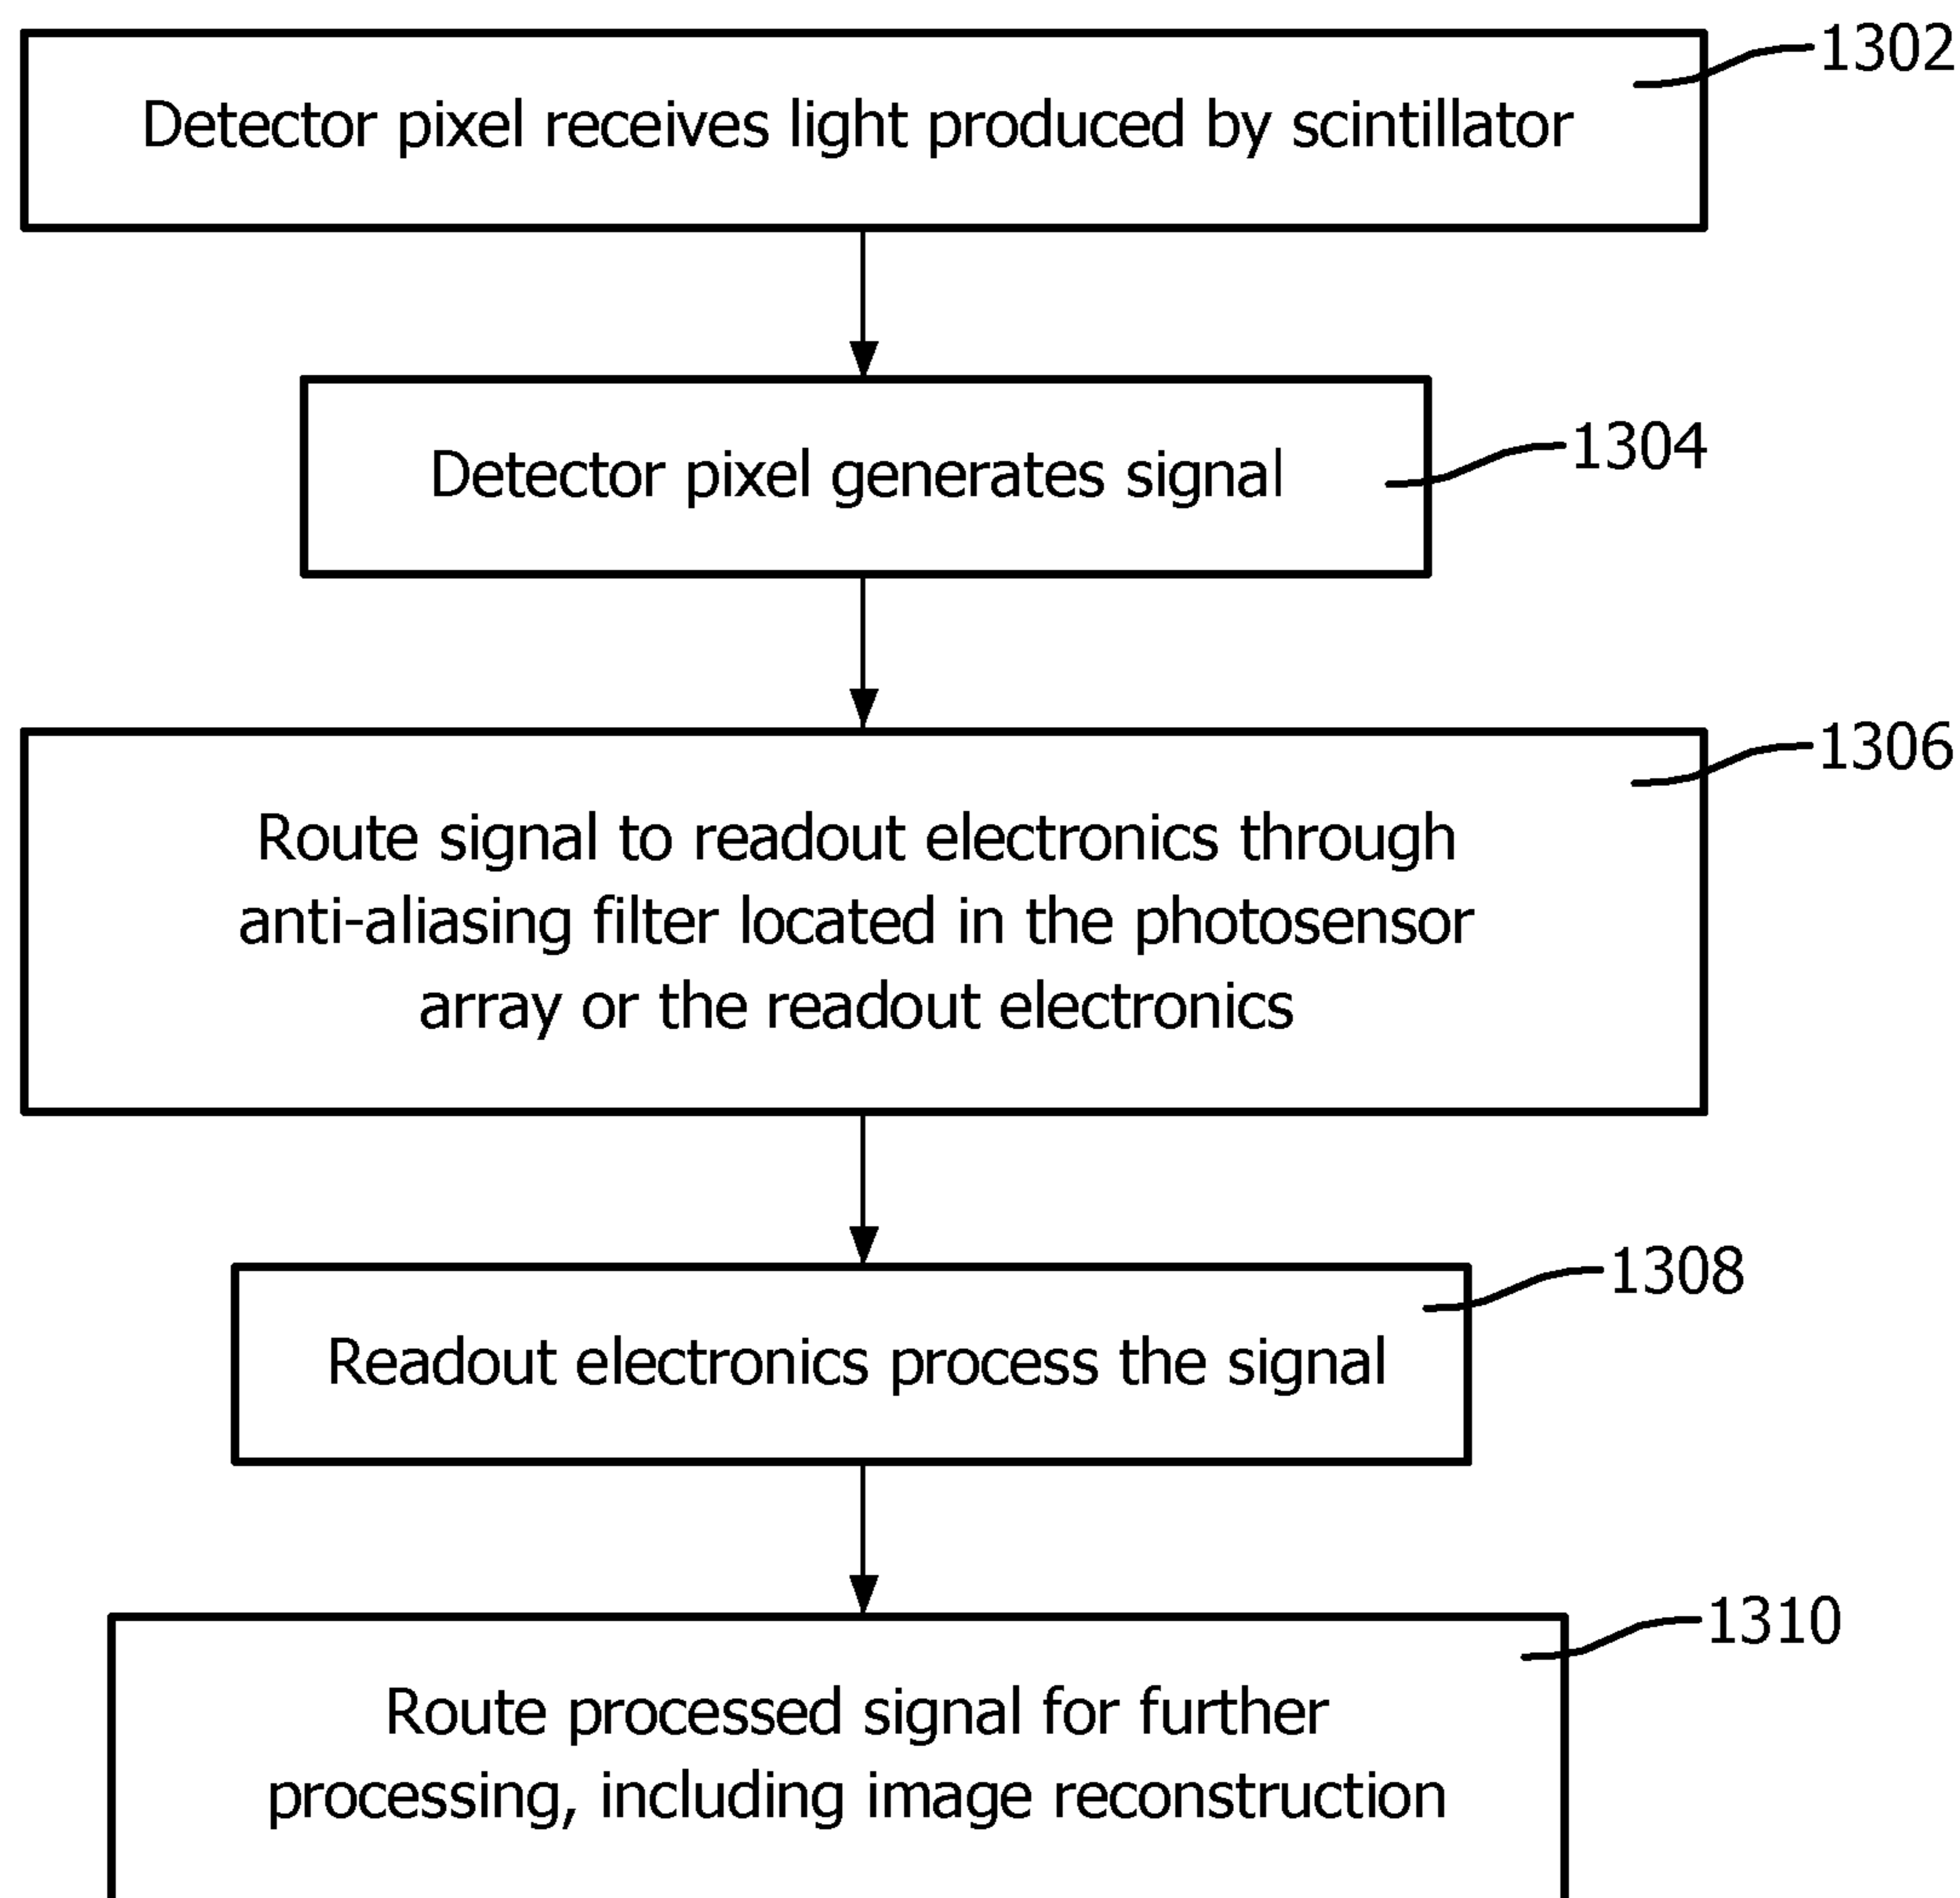 1302
Detector pixel receives light produced by scintillator
1304
Detector pixel generates signal
1306
Route signal to readout electronics through
anti-aliasing filter located in the photosensor
array or the readout electronics
1308
Readout electronics process the signal
1310
Route processed signal for further
processing, including image reconstruction